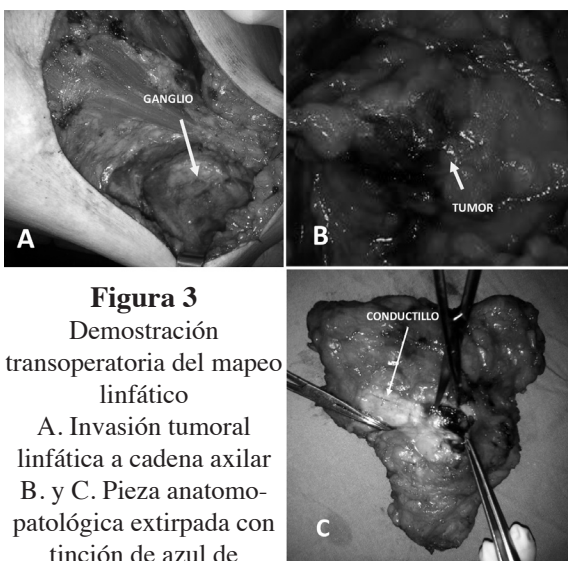 GANGLIO
A
TUMOR
B
Figura 3
Demostración
transoperatoria del mapeo
linfático
A. Invasión tumoral
linfática a cadena axilar
B. y C. Pieza anatomo-
patológica extirpada con
tinción de azul de
CONDUCTILLO
C